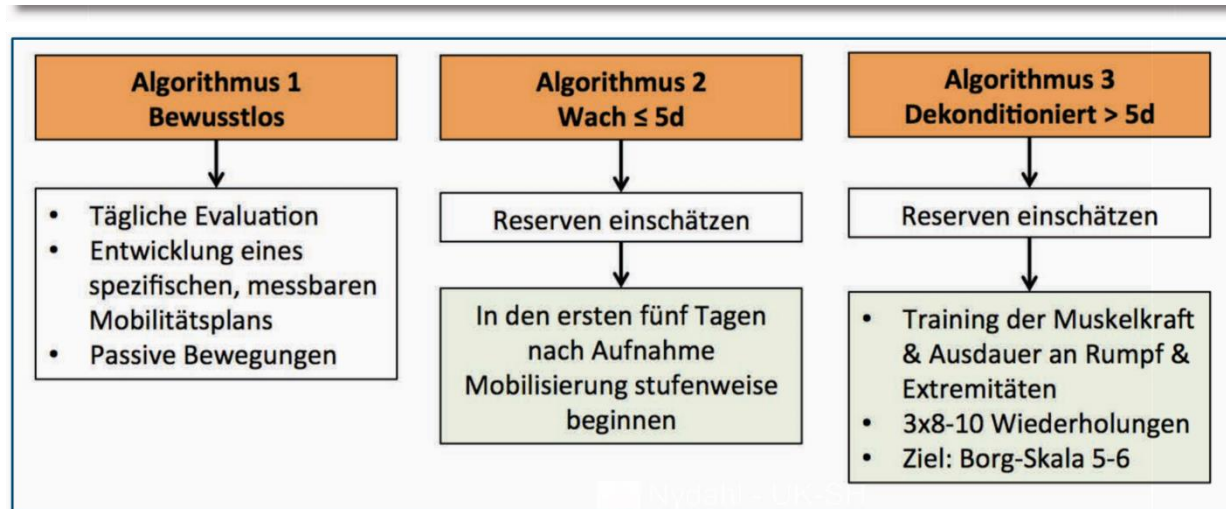 Algorithmus 1
Bewusstlos
• Tägliche Evaluation
• Entwicklung eines
spezifischen, messbaren
Mobilitätsplans
• Passive Bewegungen
Algorithmus 2
Wach ≤ 5d
Reserven einschätzen
In den ersten fünf Tagen
nach Aufnahme
Mobilisierung stufenweise
beginnen
Algorithmus 3
Dekonditioniert > 5d
Reserven einschätzen
• Training der Muskelkraft
& Ausdauer an Rumpf &
Extremitäten
• 3x8-10 Wiederholungen
• Ziel: Borg-Skala 5-6
Nydahl